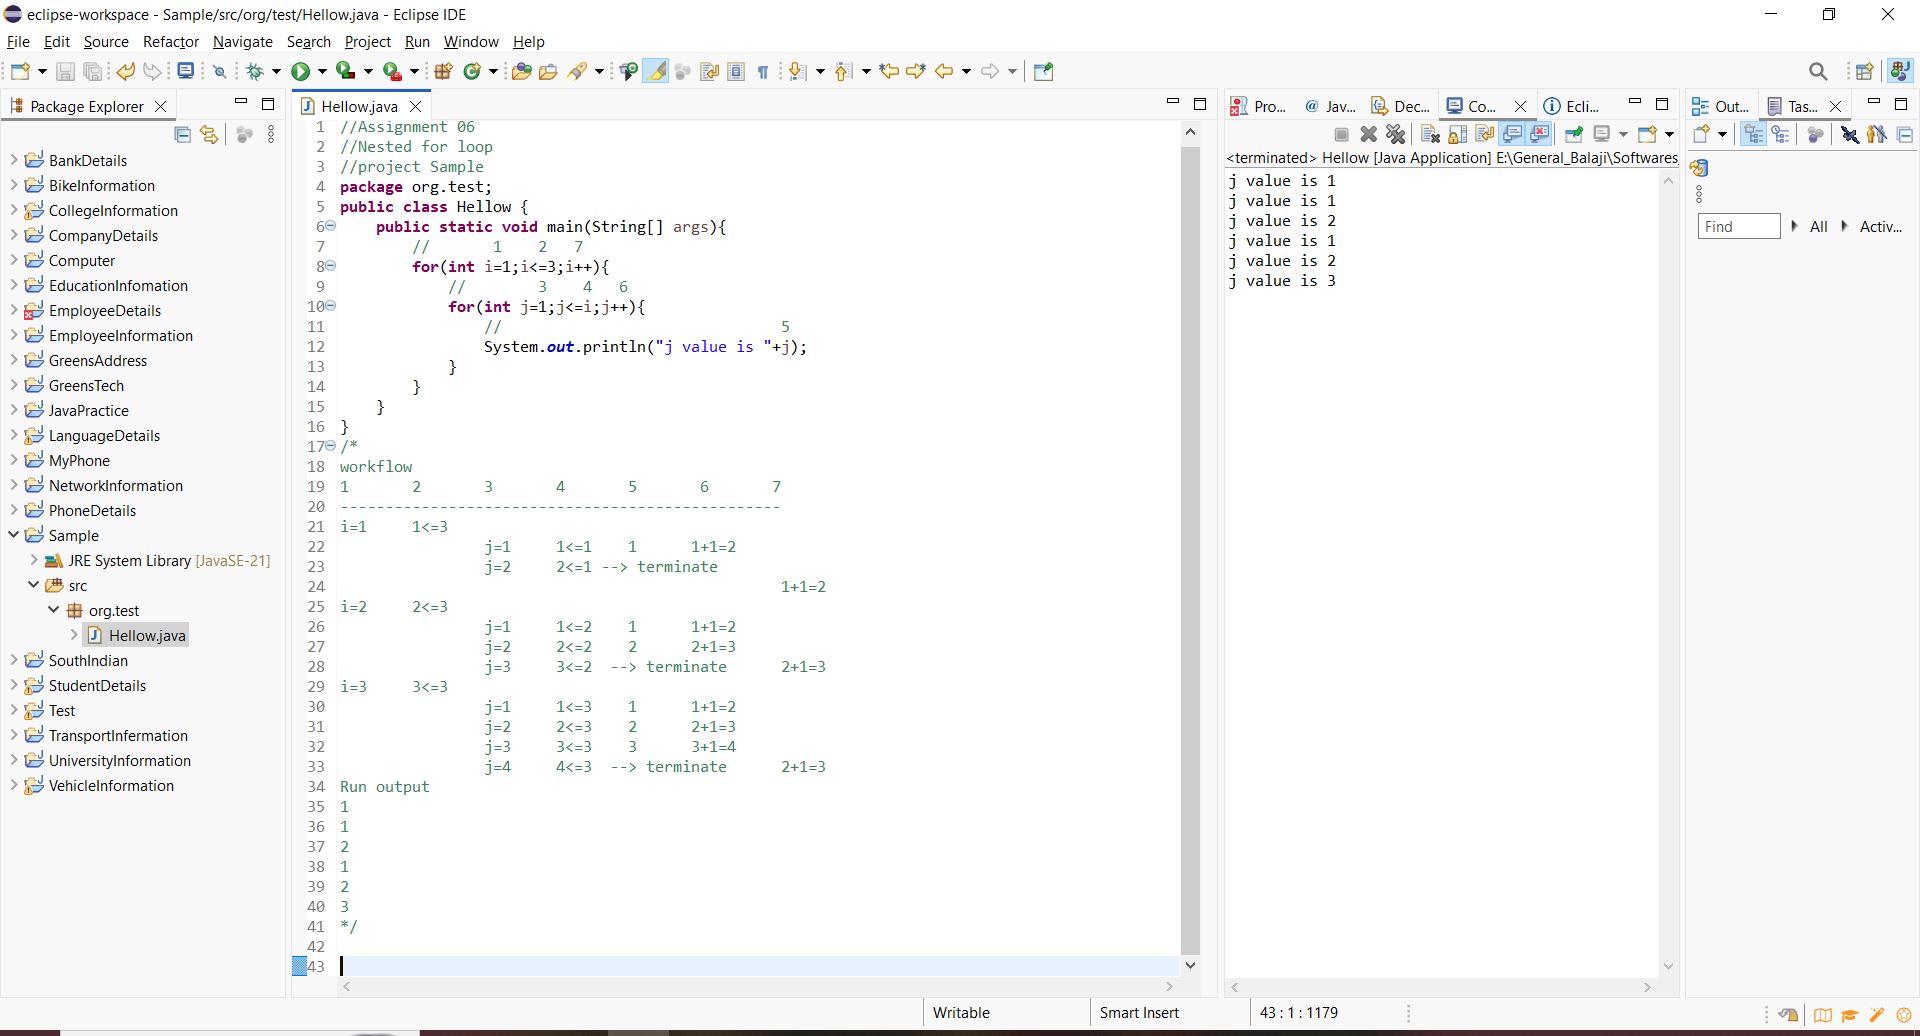 eclipse-workspace - Sample/src/org/test/Hellow.java - Eclipse IDE
File Edit Source Refactor Navigate Search Project Run Window Help
Package Explorer
BankDetails
BikeInformation
CollegeInformation
CompanyDetails
Computer
EducationInfomation
EmployeeDetails
EmployeeInformation
GreensAddress
GreensTech
JavaPractice
LanguageDetails
MyPhone
NetworkInformation
PhoneDetails
Sample
JRE System Library [JavaSE-21]
src
org.test
Hellow.java
SouthIndian
StudentDetails
Test
TransportInfermation
UniversityInformation
VehicleInformation
Hellow.java
1 //Assignment 06
2 //Nested for loop
3 //project Sample
4 package org.test;
5 public class Hellow {
6 public static void main(String[] args){
7 // 1 2 7
8 for(int i=1;i<=3;i++){
9 // 3 4 6
10 for(int j=1;j<=i;j++){
11 // 5
12 System.out.println("j value is "+j);
13 }
14 }
15 }
16 }
17 /*
18 workflow
19 1 2 3 4 5 6 7
20 -------------------------------------------------
21 i=1 1<=3
22 j=1 1<=1 1 1+1=2
23 j=2 2<=1 --> terminate
24 1+1=2
25 i=2 2<=3
26 j=1 1<=2 1 1+1=2
27 j=2 2<=2 2 2+1=3
28 j=3 3<=2 --> terminate 2+1=3
29 i=3 3<=3
30 j=1 1<=3 1 1+1=2
31 j=2 2<=3 2 2+1=3
32 j=3 3<=3 3 3+1=4
33 j=4 4<=3 --> terminate 2+1=3
34 Run output
35 1
36 1
37 2
38 1
39 2
40 3
41 */
42
43
Pro... Jav... Dec... Co... Ecli...
<terminated> Hellow [Java Application] E:\General_Balaji\Softwares
j value is 1
j value is 1
j value is 2
j value is 1
j value is 2
j value is 3
Out... Tas...
Find All Activ...
Writable Smart Insert 43 : 1 : 1179